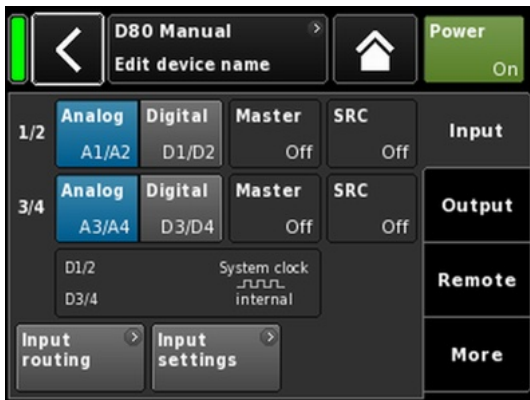 D80 Manual
Edit device name
Power
On
1/2
Analog
A1/A2
Digital
D1/D2
Master
Off
SRC
Off
Input
3/4
Analog
A3/A4
Digital
D3/D4
Master
Off
SRC
Off
Output
D1/2
System clock
D3/4
internal
Remote
Input
routing
Input
settings
More